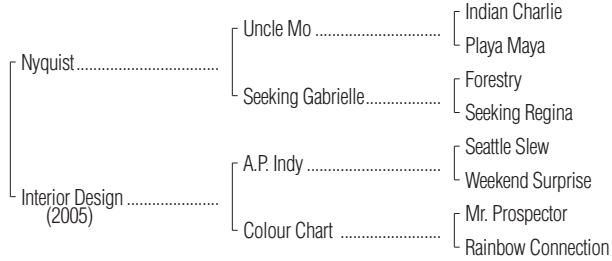 Indian Charlie
Uncle Mo ..............................
Playa Maya
Nyquist ..................................
Forestry
Seeking Gabrielle..................
Seeking Regina
Seattle Slew
A.P. Indy ................................
Weekend Surprise
Interior Design ......................
(2005)
Mr. Prospector
Colour Chart ........................
Rainbow Connection